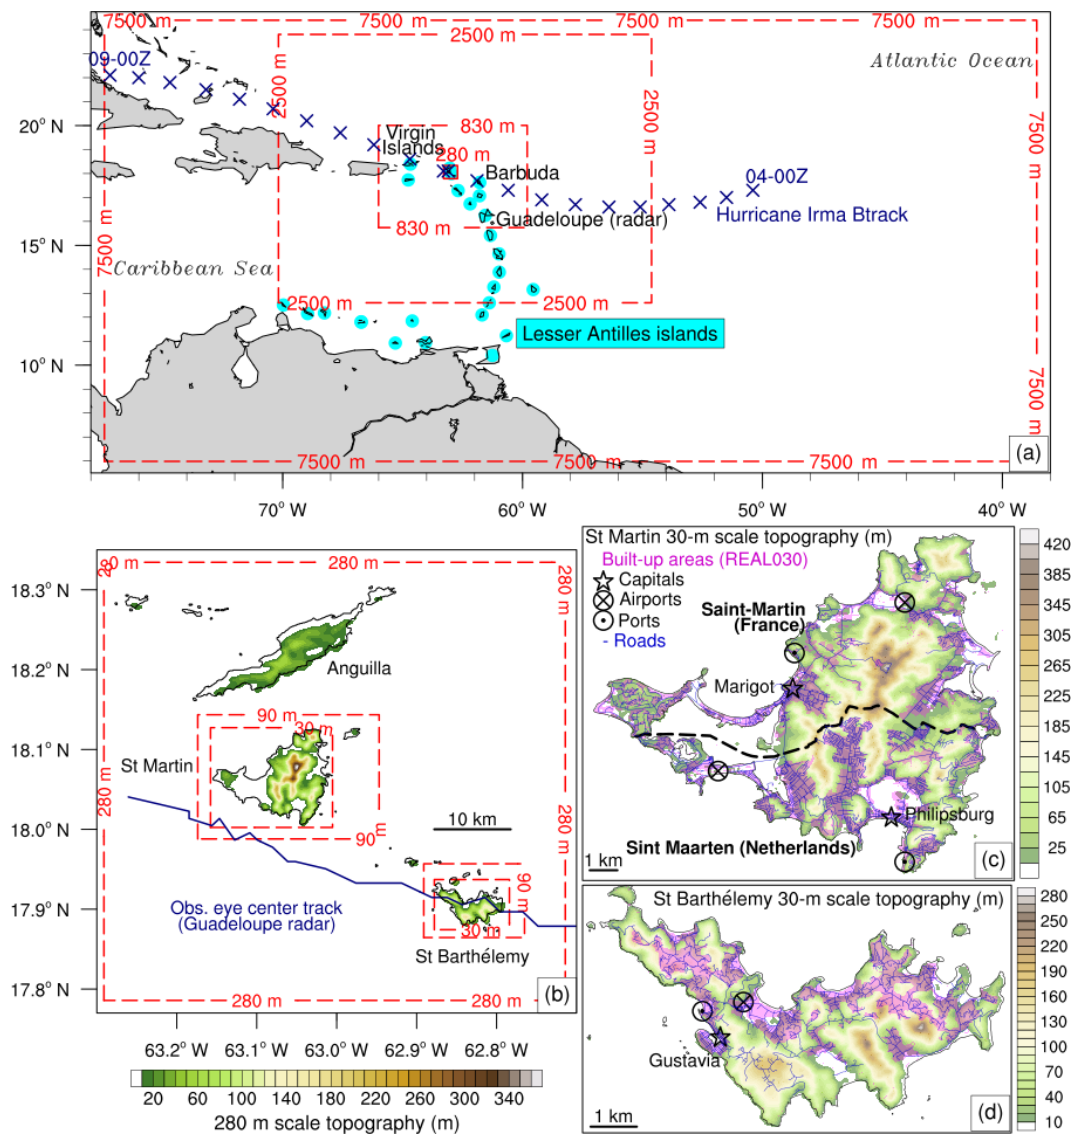 7500 m 7500 m 7500 m
09-00Z
2500 m
Atlantic Ocean
20° N
Virgin
Islands
830 m
280 m
Barbuda
04-00Z
Hurricane Irma Btrack
Guadeloupe (radar)
830 m
15° N
Caribbean Sea
2500 m
2500 m
7500 m
7500 m
7500 m
2500 m 2500 m
Lesser Antilles islands
10° N
7500 m
7500 m 7500 m 7500 m
(a)
70° W 60° W 50° W 40° W
280 m 280 m
280 m
18.3° N
Anguilla
18.2° N
90 m
30 m
18.1° N
St Martin
280 m
10 km
280 m
18.0° N
90 m
90 m
17.9° N
Obs. eye center track
(Guadeloupe radar)
30 m
St Barthélemy
17.8° N
280 m 280 m
(b)
63.2° W 63.1° W 63.0° W 62.9° W 62.8° W
20 60 100 140 180 220 260 300 340
280 m scale topography (m)
St Martin 30-m scale topography (m)
Built-up areas (REAL030)
Capitals
Airports
Ports
- Roads
Saint-Martin
(France)
Marigot
Philipsburg
Sint Maarten (Netherlands)
1 km
(c)
420
385
345
305
265
225
185
145
105
65
25
St Barthélemy 30-m scale topography (m)
Gustavia
1 km
(d)
280
250
220
190
160
130
100
70
40
10